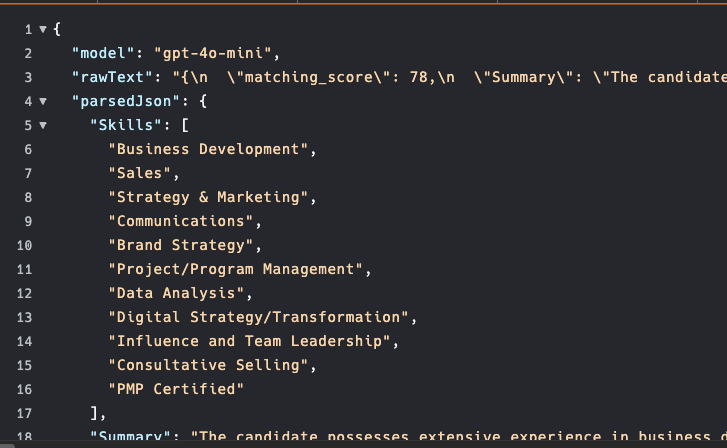 1 ▼ {
2 "model": "gpt-4o-mini",
3 "rawText": "{\n  \"matching_score\": 78,\n  \"Summary\": \"The candidate
4 ▼ "parsedJson": {
5 ▼ "Skills": [
6 "Business Development",
7 "Sales",
8 "Strategy & Marketing",
9 "Communications",
10 "Brand Strategy",
11 "Project/Program Management",
12 "Data Analysis",
13 "Digital Strategy/Transformation",
14 "Influence and Team Leadership",
15 "Consultative Selling",
16 "PMP Certified"
17 ],
18 "Summary": "The candidate possesses extensive experience in business